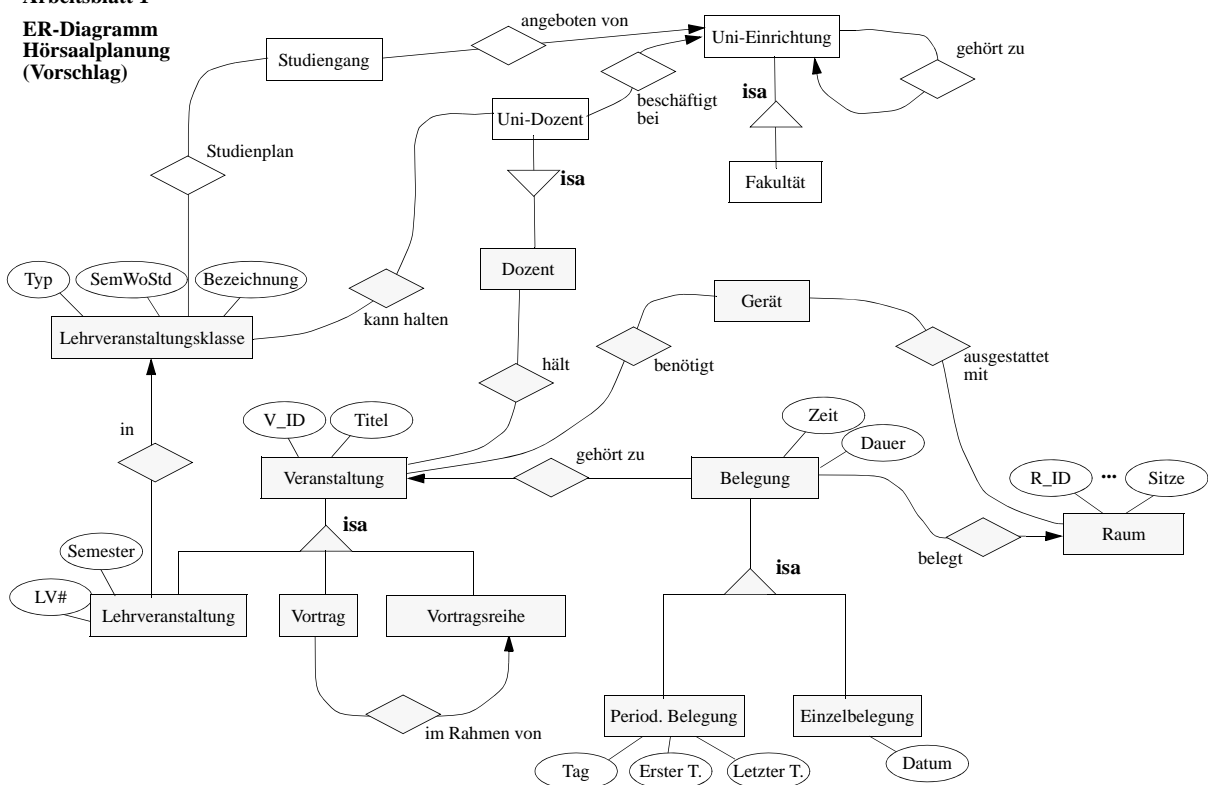 Arbeitsblatt 1
ER-Diagramm
Hörsaalplanung
(Vorschlag)
angeboten von
Uni-Einrichtung
gehört zu
Studiengang
isa
beschäftigt
bei
Uni-Dozent
Studienplan
isa
Fakultät
Typ
SemWoStd
Bezeichnung
Dozent
Gerät
kann halten
Lehrveranstaltungsklasse
hält
benötigt
ausgestattet
mit
in
V_ID
Titel
Zeit
Dauer
gehört zu
Veranstaltung
Belegung
R_ID
...
Sitze
isa
Raum
Semester
belegt
isa
LV#
Lehrveranstaltung
Vortrag
Vortragsreihe
im Rahmen von
Period. Belegung
Einzelbelegung
Tag
Erster T.
Letzter T.
Datum